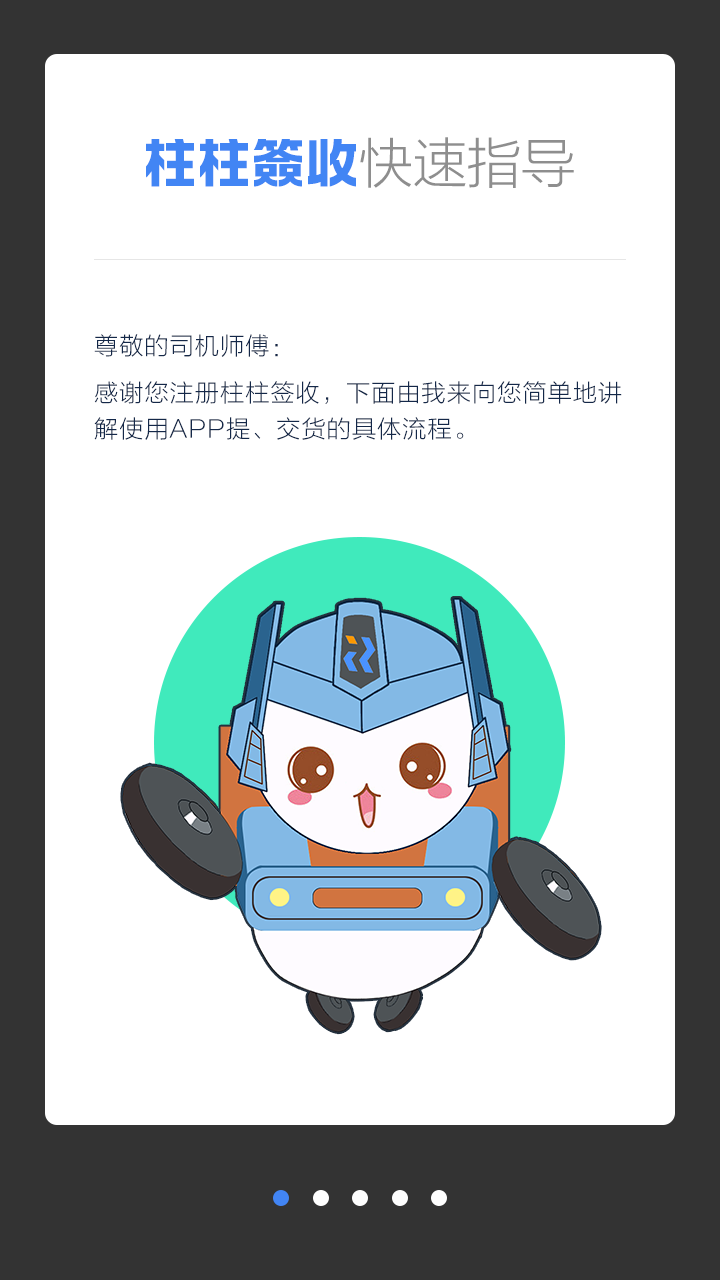 柱柱簽收快速指导
尊敬的司机师傅：
感谢您注册柱柱签收，下面由我来向您简单地讲
解使用APP提、交货的具体流程。